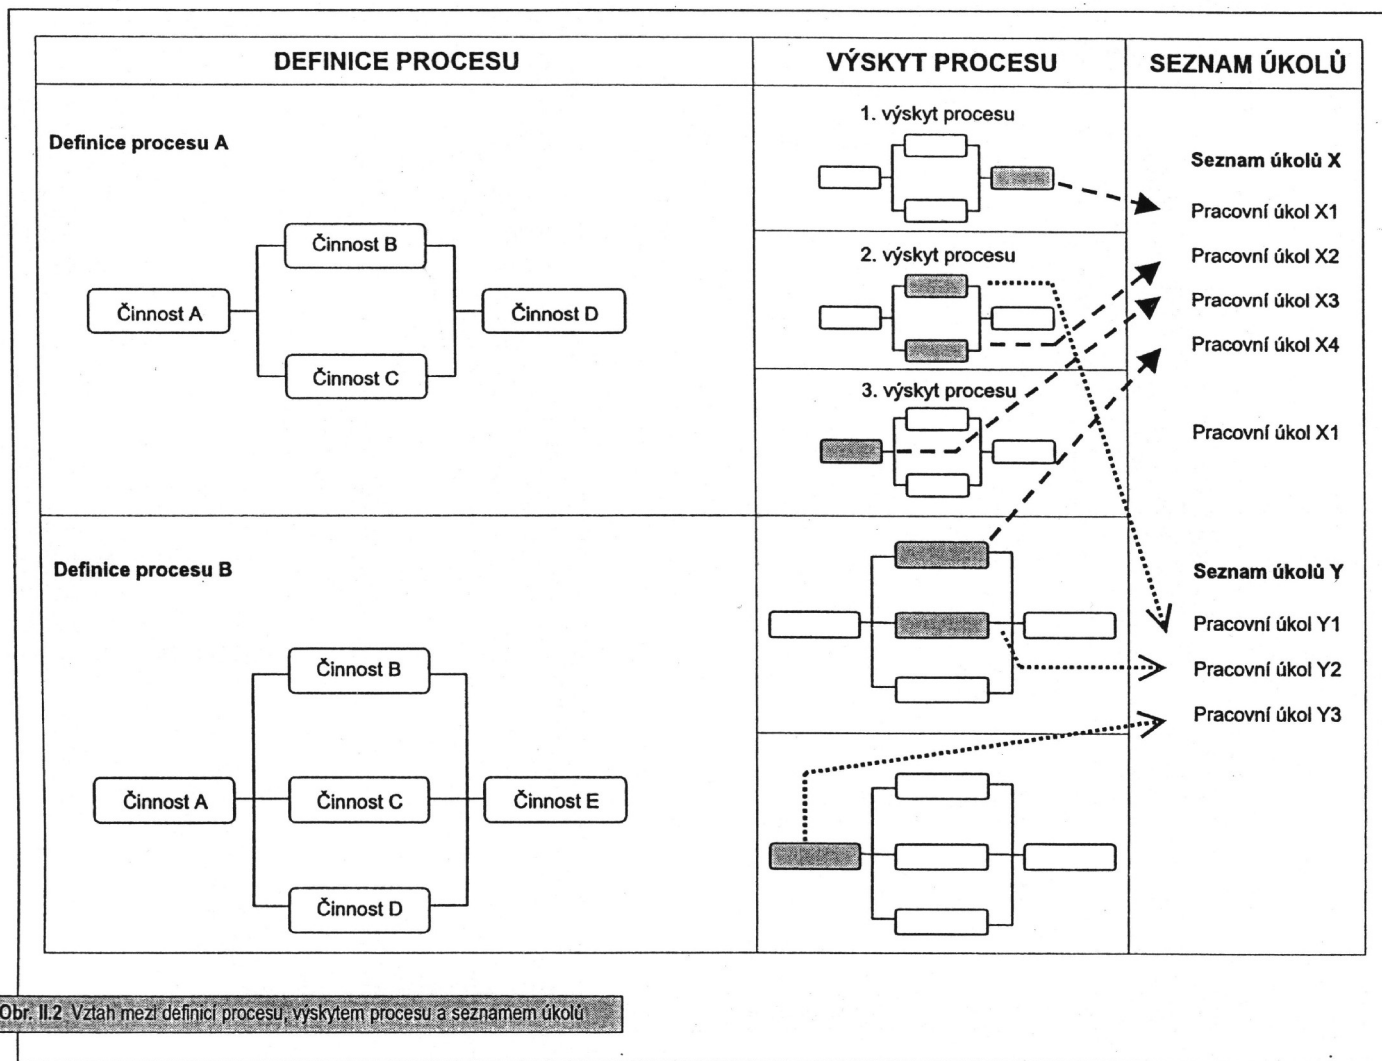 DEFINICE PROCESU
VÝSKYT PROCESU
SEZNAM ÚKOLŮ
Definice procesu A
Činnost A
Činnost B
Činnost C
Činnost D
1. výskyt procesu
2. výskyt procesu
3. výskyt procesu
Seznam úkolů X
Pracovní úkol X1
Pracovní úkol X2
Pracovní úkol X3
Pracovní úkol X4
Pracovní úkol X1
Definice procesu B
Činnost A
Činnost B
Činnost C
Činnost D
Činnost E
Seznam úkolů Y
Pracovní úkol Y1
Pracovní úkol Y2
Pracovní úkol Y3
Obr. II.2 Vztah mezi definicí procesu, výskytem procesu a seznamem úkolů